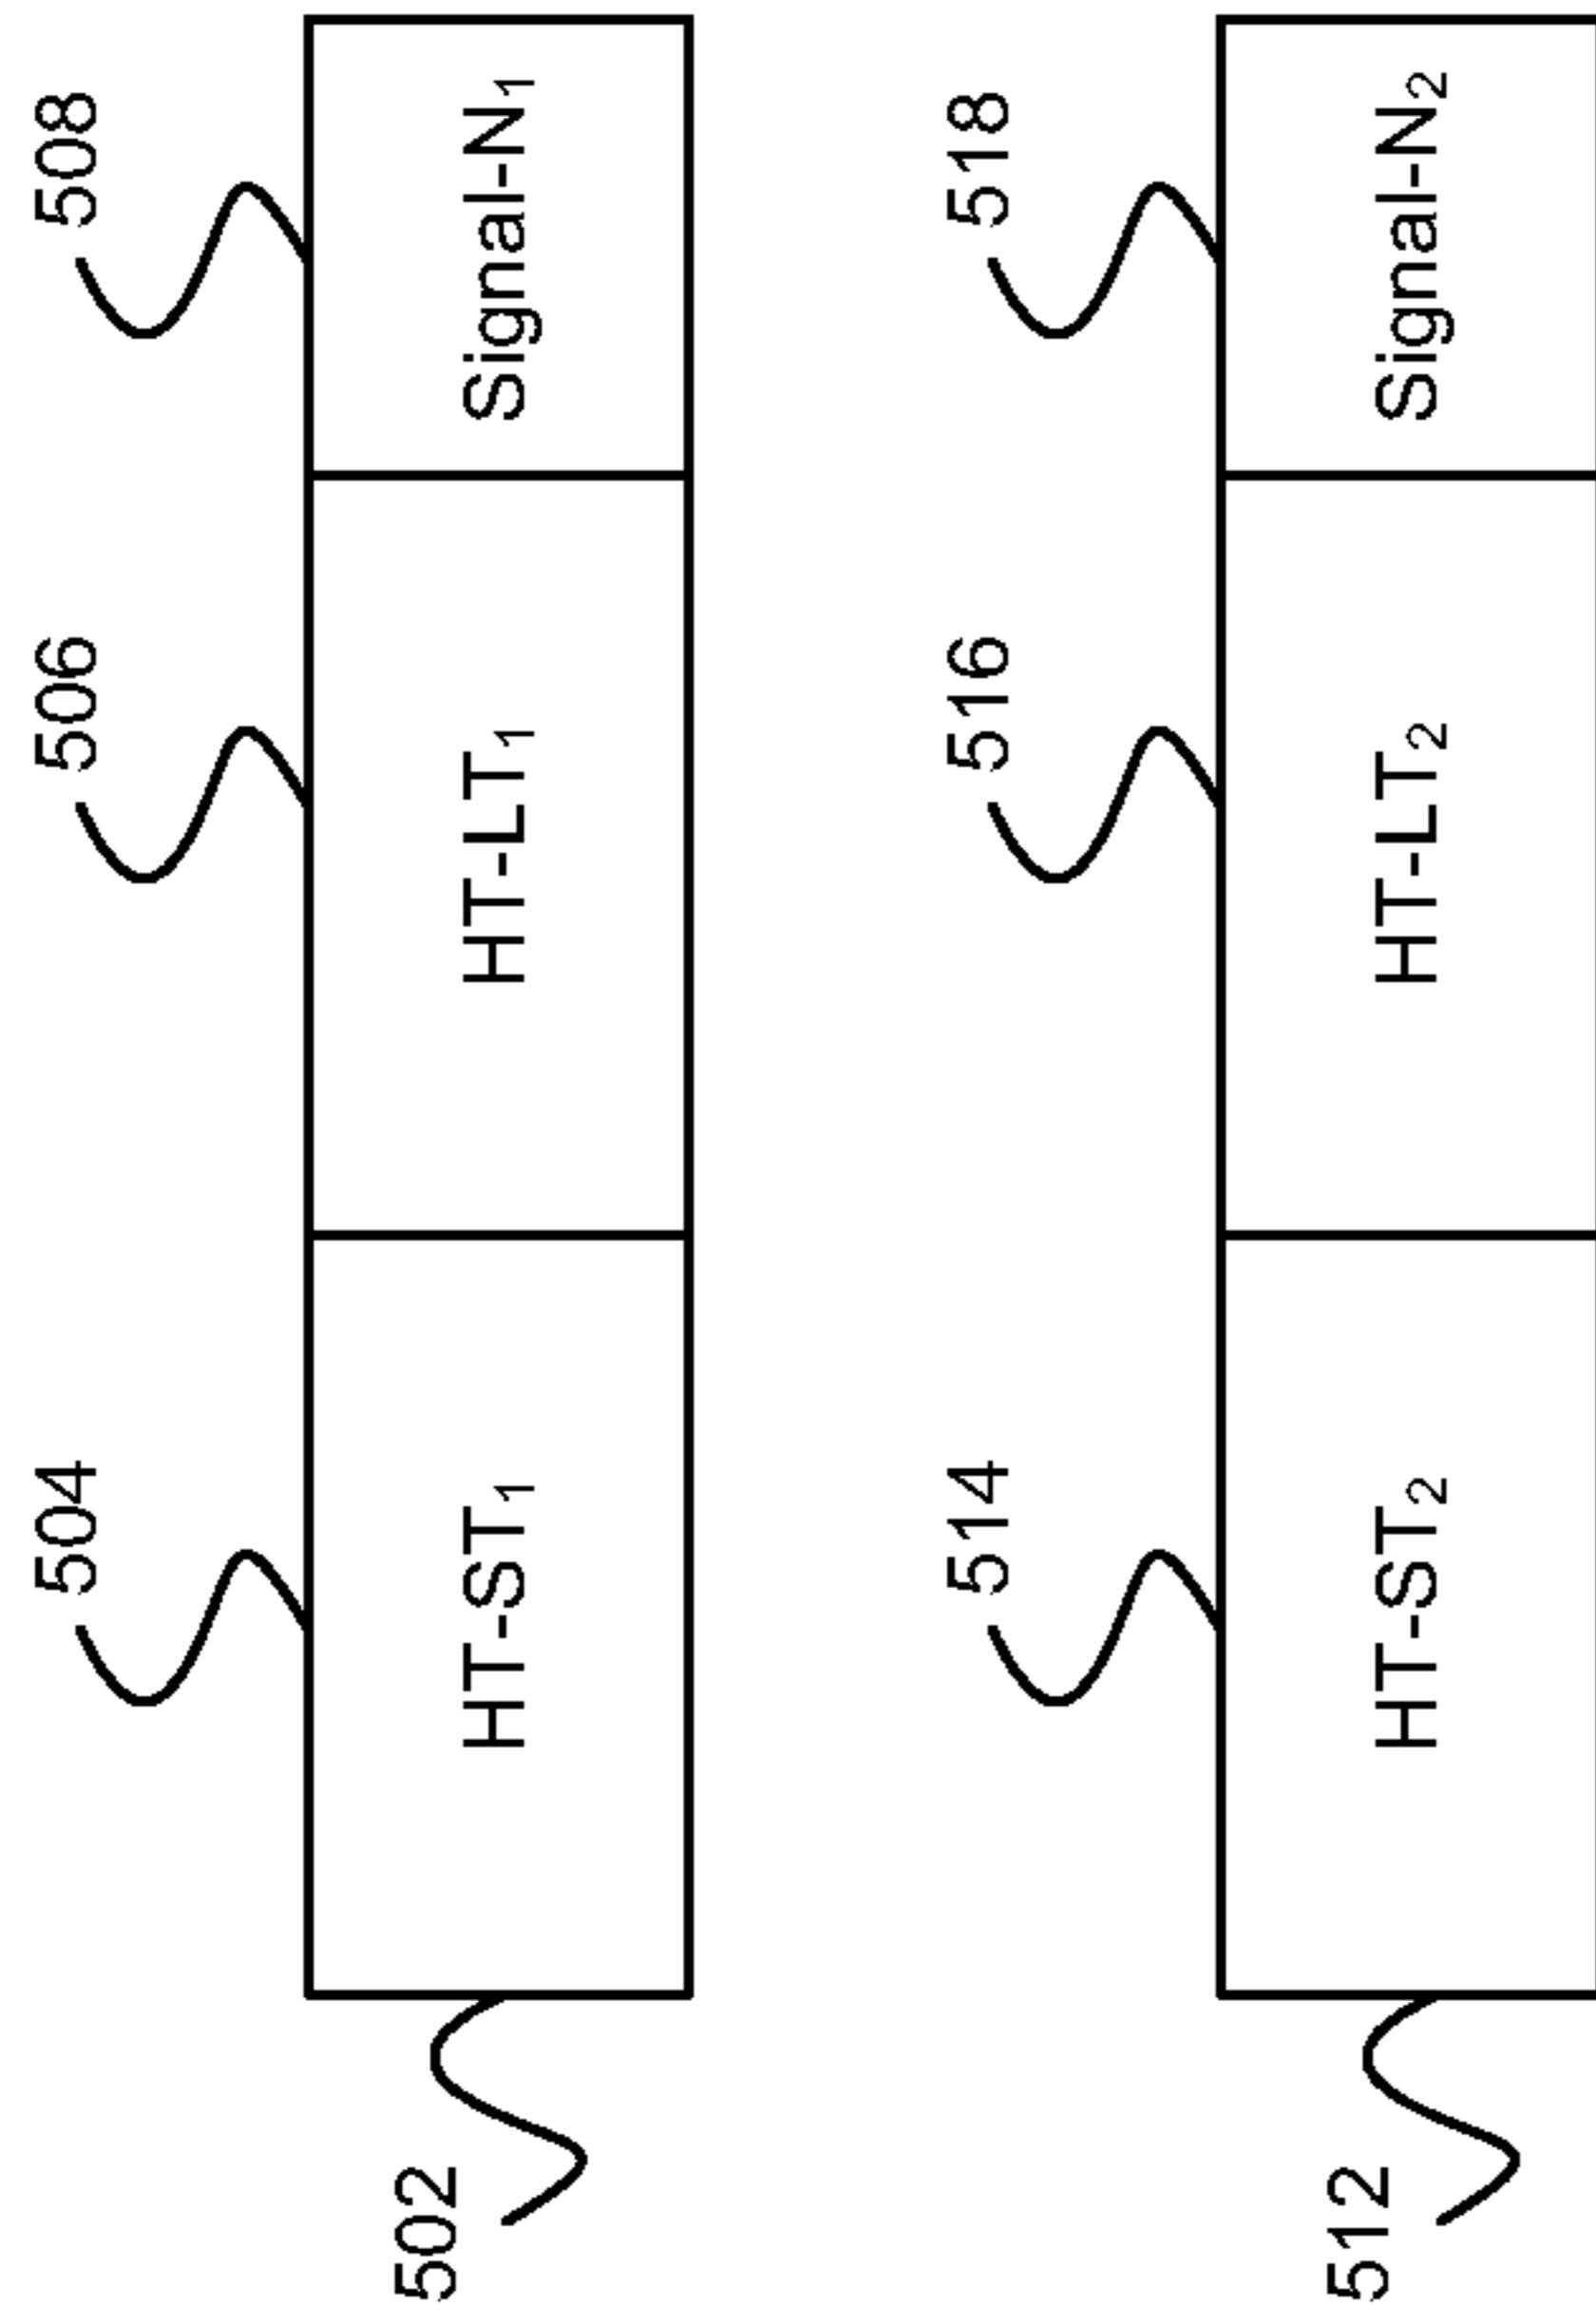 504 506 508
502 HT-ST₁ HT-LT₁ Signal-N₁
514 516 518
512 HT-ST₂ HT-LT₂ Signal-N₂